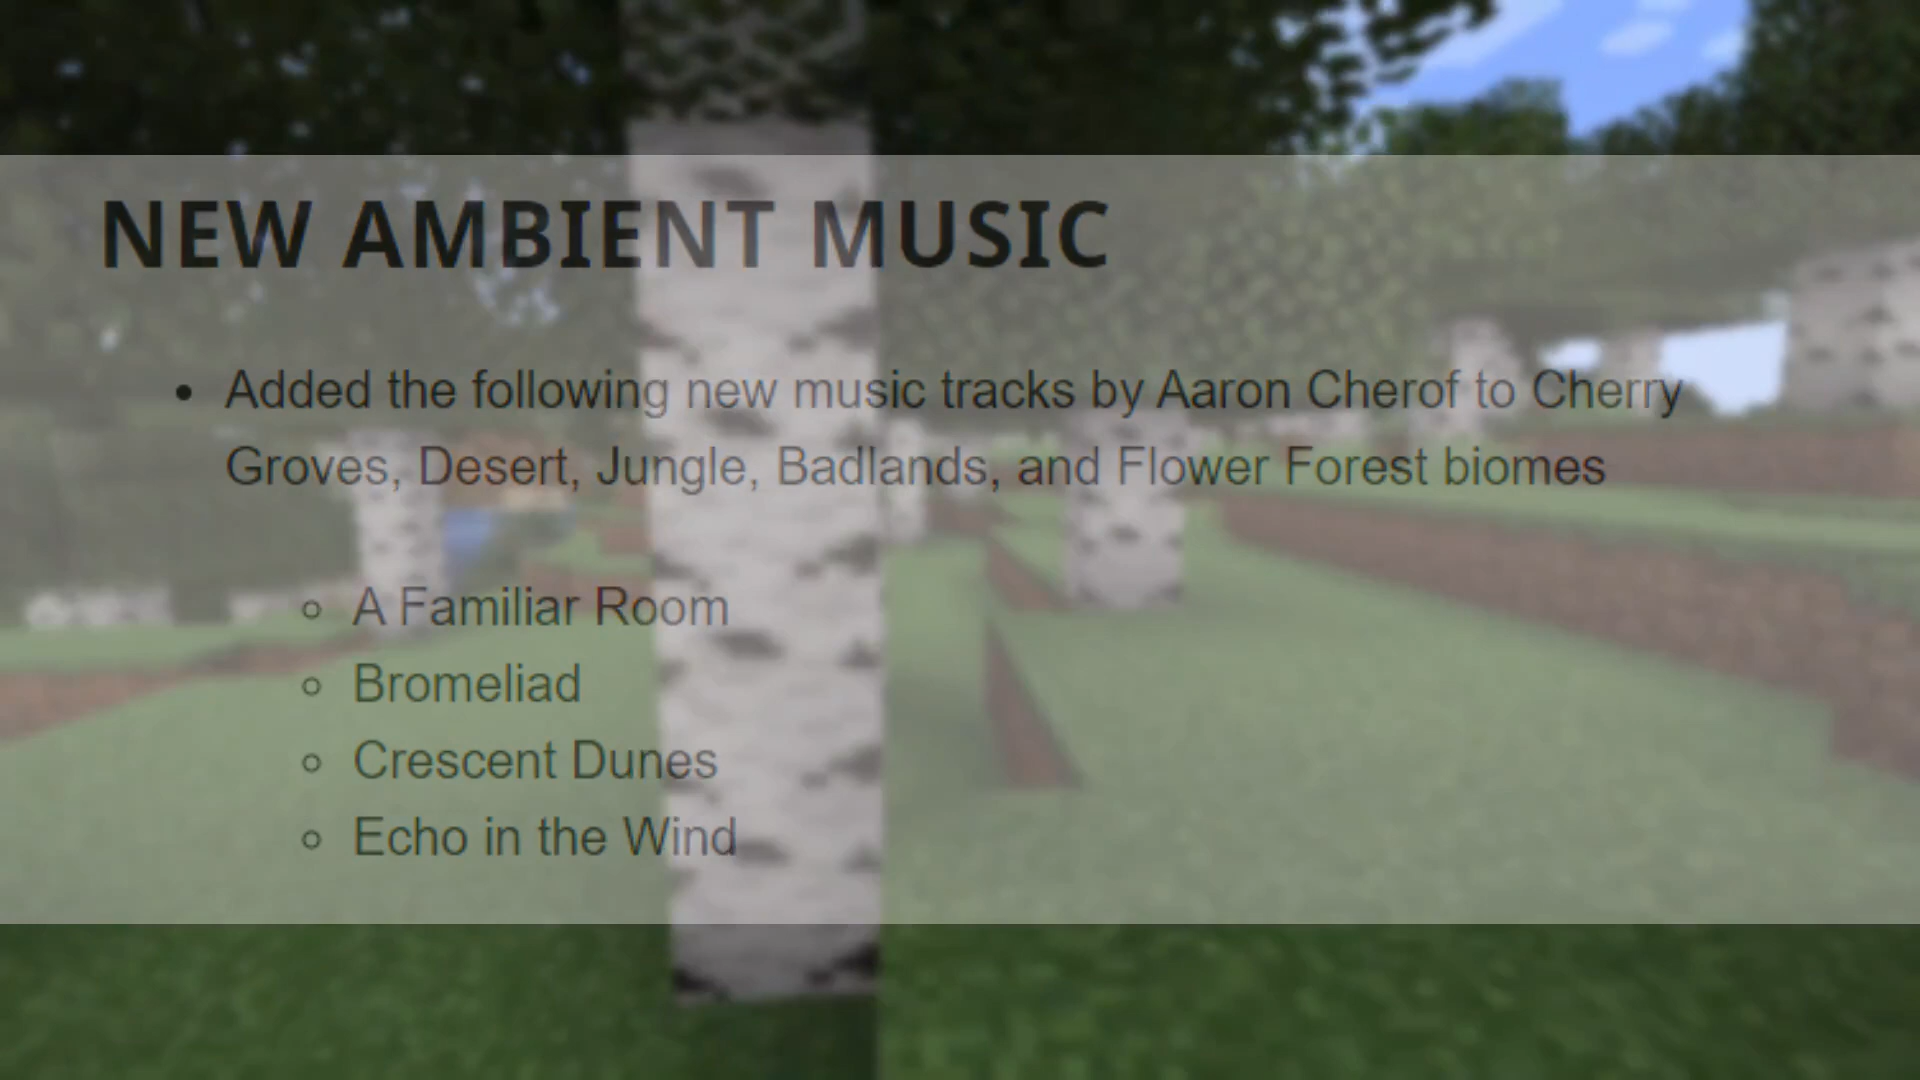 NEW AMBIENT MUSIC
• Added the following new music tracks by Aaron Cherof to Cherry
Groves, Desert, Jungle, Badlands, and Flower Forest biomes
○ A Familiar Room
○ Bromeliad
○ Crescent Dunes
○ Echo in the Wind